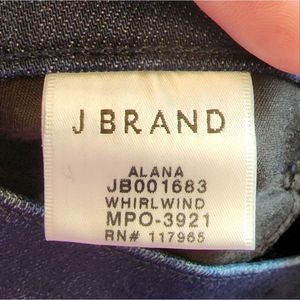 J BRAND
ALANA
JB001683
WHIRLWIND
MPO-3921
RN# 117965